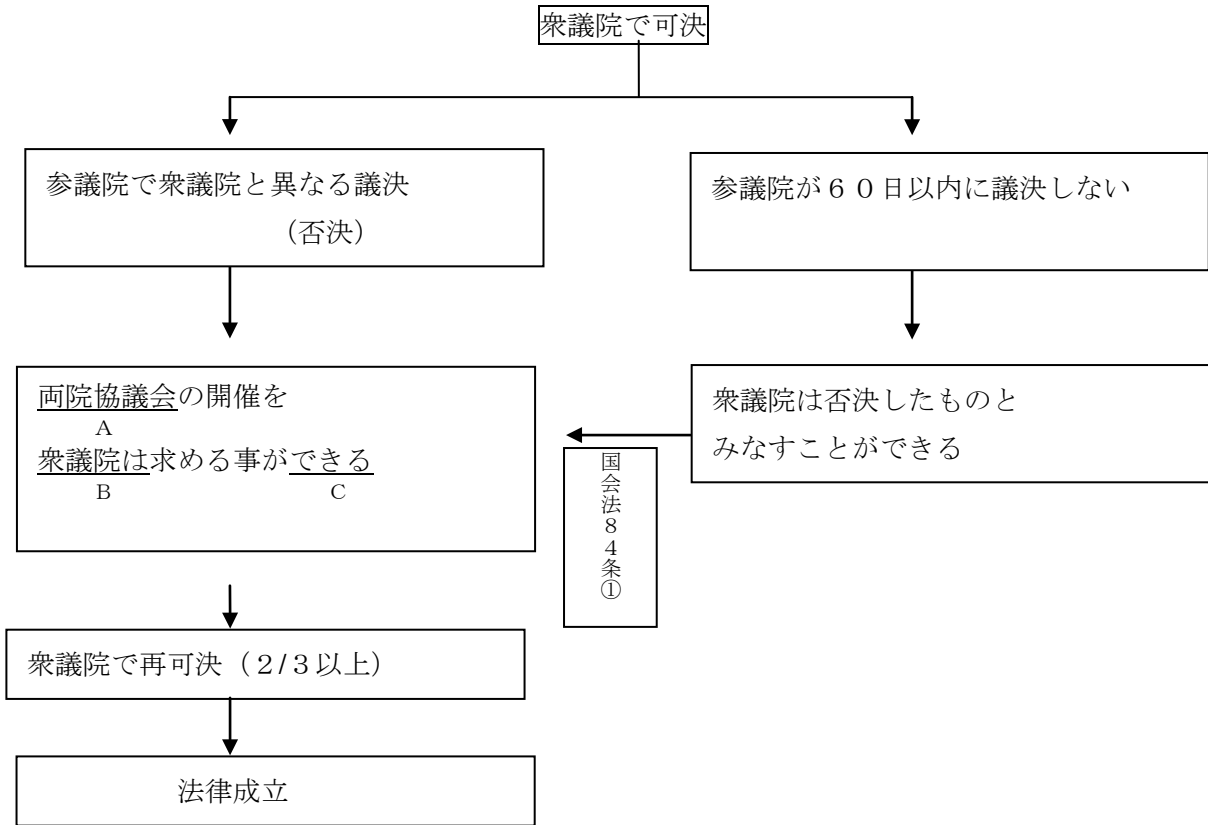 衆議院で可決
参議院で衆議院と異なる議決
（否決）
参議院が６０日以内に議決しない
両院協議会の開催を
A
衆議院は求める事ができる
B C
衆議院は否決したものと
みなすことができる
国会法８４条①
衆議院で再可決（２/３以上）
法律成立